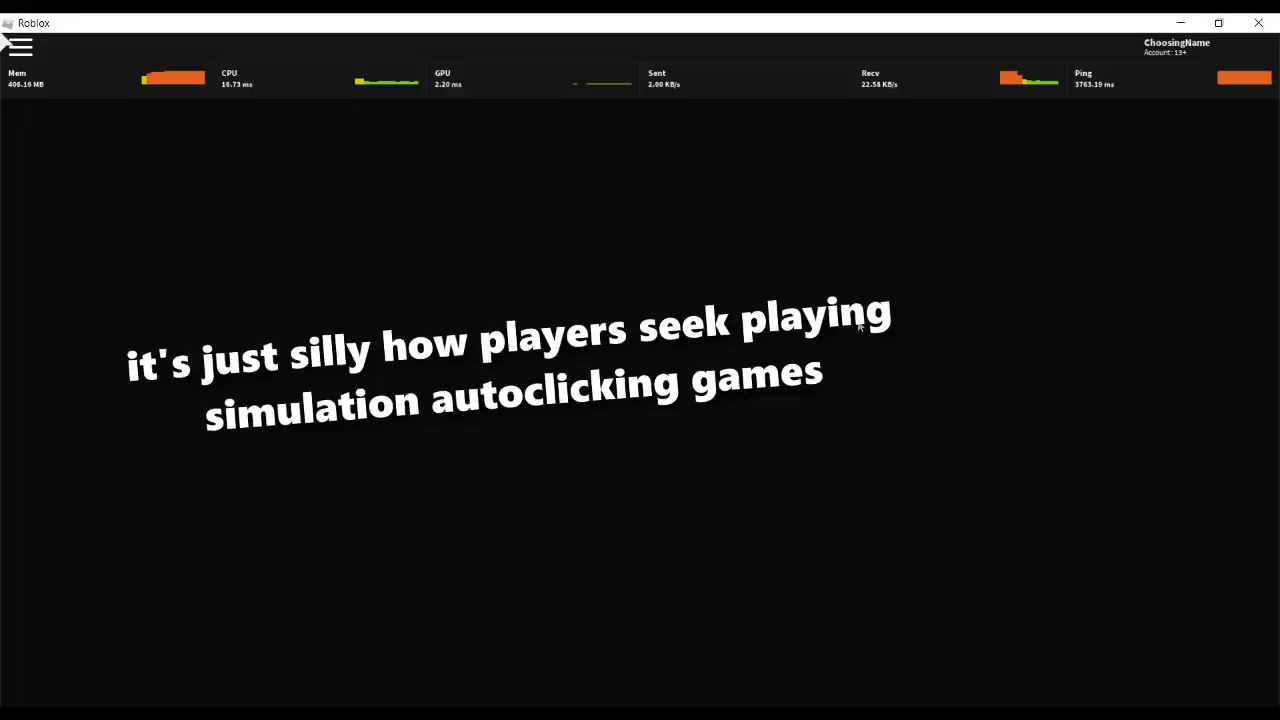 Roblox
ChoosingName
Account: 13+
Mem
406.16 MB
CPU
16.73 ms
GPU
2.20 ms
Sent
2.00 KB/s
Recv
22.58 KB/s
Ping
3763.19 ms
it's just silly how players seek playing
simulation autoclicking games